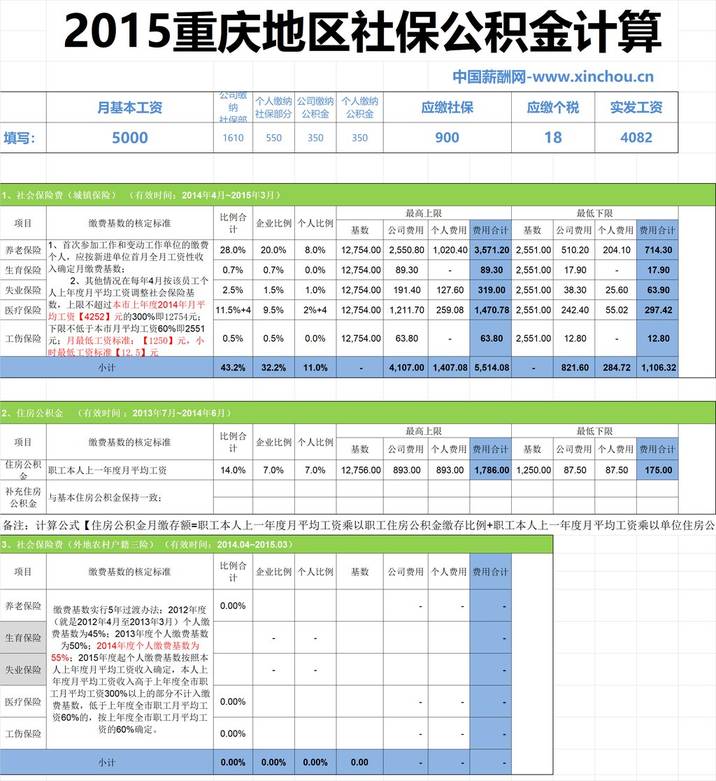 2015重庆地区社保公积金计算
中国薪酬网-www.xinchou.cn
月基本工资 公司缴纳社保部 个人缴纳社保部分 公司缴纳公积金 个人缴纳公积金 应缴社保 应缴个税 实发工资
填写: 5000 1610 550 350 350 900 18 4082
1、社会保险费（城镇保险） （有效时间：2014年4月~2015年3月）
项目 缴费基数的核定标准 比例合计 企业比例 个人比例 最高上限 最低下限
基数 公司费用 个人费用 费用合计 基数 公司费用 个人费用 费用合计
养老保险 28.0% 20.0% 8.0% 12,754.00 2,550.80 1,020.40 3,571.20 2,551.00 510.20 204.10 714.30
生育保险 0.7% 0.7% 0.0% 12,754.00 89.30 - 89.30 2,551.00 17.90 - 17.90
失业保险 2.5% 1.5% 1.0% 12,754.00 191.40 127.60 319.00 2,551.00 38.30 25.60 63.90
医疗保险 11.5%+4 9.5% 2%+4 12,754.00 1,211.70 259.08 1,470.78 2,551.00 242.40 55.02 297.42
工伤保险 0.5% 0.5% 0.0% 12,754.00 63.80 - 63.80 2,551.00 12.80 - 12.80
1、首次参加工作和变动工作单位的缴费
个人，应按新进单位首月全月工资性收
入确定月缴费基数；
2、其他情况在每年4月按该员工个
人上年度月平均工资调整社会保险基
数，上限不超过本市上年度2014年月平
均工资【4252】元的300%即12754元；
下限不低于本市月平均工资60%即2551
元；月最低工资标准：【1250】元，小
时最低工资标准【12.5】元
小计 43.2% 32.2% 11.0% - 4,107.00 1,407.08 5,514.08 - 821.60 284.72 1,106.32
2、住房公积金 （有效时间：2013年7月~2014年6月）
项目 缴费基数的核定标准 比例合计 企业比例 个人比例 最高上限 最低下限
基数 公司费用 个人费用 费用合计 基数 公司费用 个人费用 费用合计
住房公积金 职工本人上一年度月平均工资 14.0% 7.0% 7.0% 12,756.00 893.00 893.00 1,786.00 1,250.00 87.50 87.50 175.00
补充住房公积金 与基本住房公积金保持一致；
备注：计算公式【住房公积金月缴存额=职工本人上一年度月平均工资乘以职工住房公积金缴存比例+职工本人上一年度月平均工资乘以单位住房公
3、社会保险费（外地农村户籍三险） （有效时间：2014.04~2015.03）
项目 缴费基数的核定标准 比例合计 企业比例 个人比例 基数 公司费用 个人费用 费用合计
养老保险 0.00% - - -
生育保险 - - - - -
失业保险 - - - - -
医疗保险 0.00% - - -
工伤保险 0.00% - - -
缴费基数实行5年过渡办法：2012年度
（就是2012年4月至2013年3月）个人缴
费基数为45%；2013年度个人缴费基数
为50%；2014年度个人缴费基数为
55%；2015年度起个人缴费基数按照本
人上年度月平均工资收入确定，本人上
年度月平均工资收入高于上年度全市职
工月平均工资300%以上的部分不计入缴
费基数，低于上年度全市职工月平均工
资60%的，按上年度全市职工月平均工
资的60%确定。
小计 0.00% 0.00% 0.00% 0.00 - - -